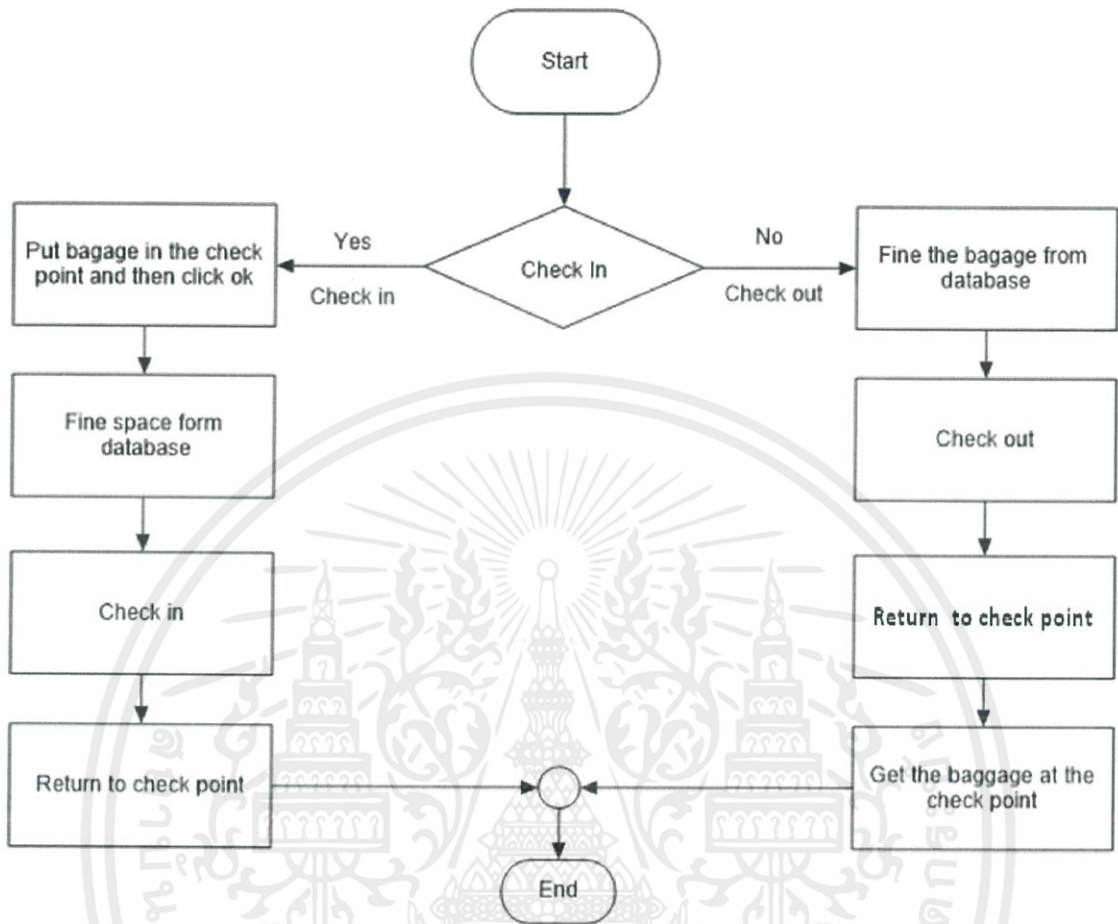 Start
Put bagage in the check
point and then click ok
Yes
Check in
Check In
No
Check out
Fine the bagage from
database
Fine space form
database
Check out
Check in
Return to check point
Return to check point
Get the baggage at the
check point
End